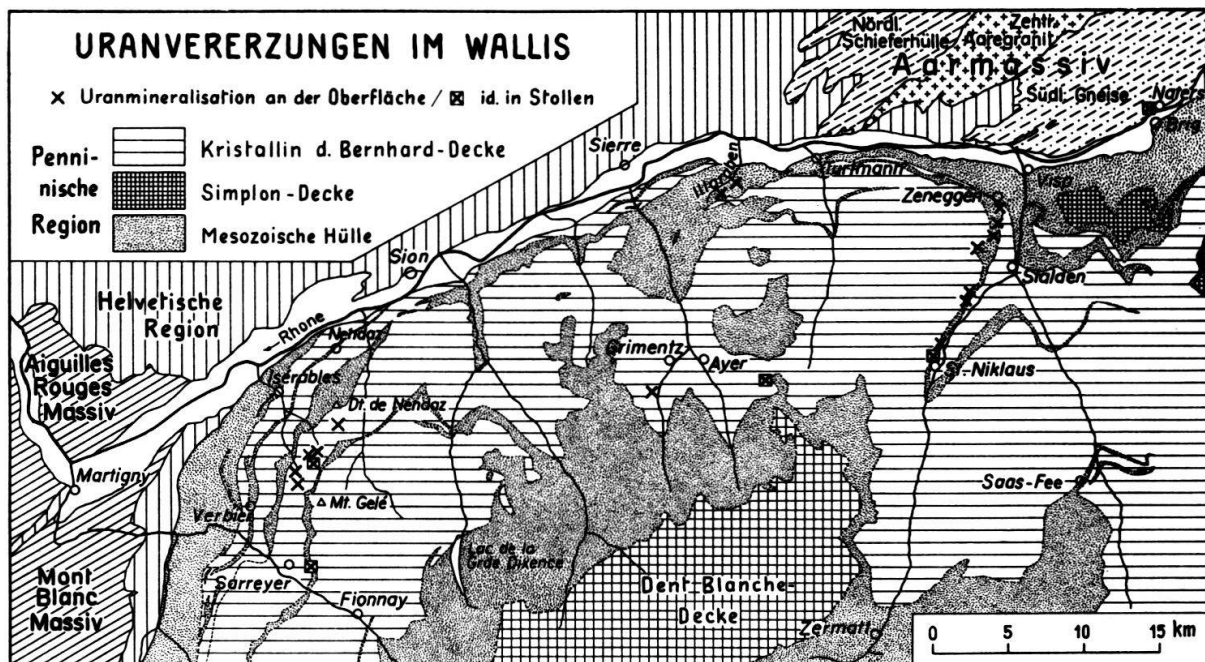 URANVERERZUNGEN IM WALLIS
× Uranmineralisation an der Oberfläche / ⊠ id. in Stollen
Penninische Region
Kristallin d. Bernhard-Decke
Simplon-Decke
Mesozoische Hülle
Nördl. Schieferhülle
Zentr. Aaregranit
Aarmassiv
Südl. Gneise
Naters
Brig
Sierre
Illgraben
Turtmann
Visp
Zeneggen
Sion
Stalden
Helvetische
Region
← Rhone
Nendaz
Aiguilles
Rouges
Massiv
Isérables
Grimentz
Ayer
St. Niklaus
Dt. de Nendaz
Martigny
Mt. Gelé
Saas-Fee
Verbier
Lac. de la
Grde. Dixence
Sarreyer
Mont
Blanc
Massiv
Fionnay
Dent Blanche-
Decke
Zermatt
0 5 10 15 km